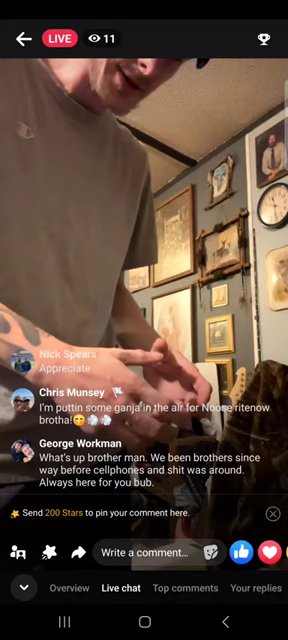 LIVE
11
Nick Spears
Appreciate
Chris Munsey
I'm puttin some ganja in the air for Noose ritenow
brotha!😋💨💨
George Workman
What's up brother man. We been brothers since
way before cellphones and shit was around.
Always here for you bub.
Send 200 Stars to pin your comment here.
Write a comment...
Overview
Live chat
Top comments
Your replies